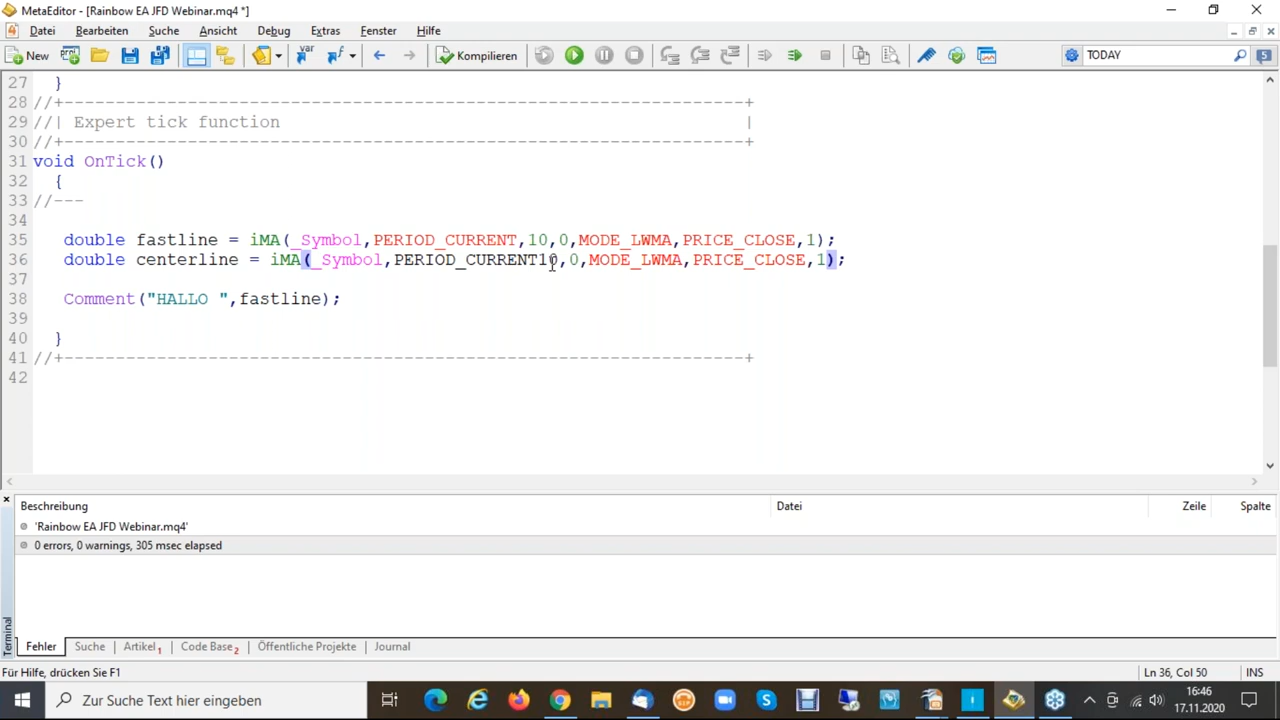 MetaEditor - [Rainbow EA JFD Webinar.mq4 *]
Datei Bearbeiten Suche Ansicht Debug Extras Fenster Hilfe
New var Kompilieren TODAY 5
27 }
28 //+------------------------------------------------------------------+
29 //| Expert tick function |
30 //+------------------------------------------------------------------+
31 void OnTick()
32 {
33 //---
34
35 double fastline = iMA(_Symbol,PERIOD_CURRENT,10,0,MODE_LWMA,PRICE_CLOSE,1);
36 double centerline = iMA(_Symbol,PERIOD_CURRENT10,0,MODE_LWMA,PRICE_CLOSE,1);
37
38 Comment("HALLO ",fastline);
39
40 }
41 //+------------------------------------------------------------------+
42
Beschreibung Datei Zeile Spalte
'Rainbow EA JFD Webinar.mq4'
0 errors, 0 warnings, 305 msec elapsed
Terminal
Fehler Suche Artikel 1 Code Base 2 Öffentliche Projekte Journal
Für Hilfe, drücken Sie F1 Ln 36, Col 50 INS
Zur Suche Text hier eingeben
16:46
17.11.2020